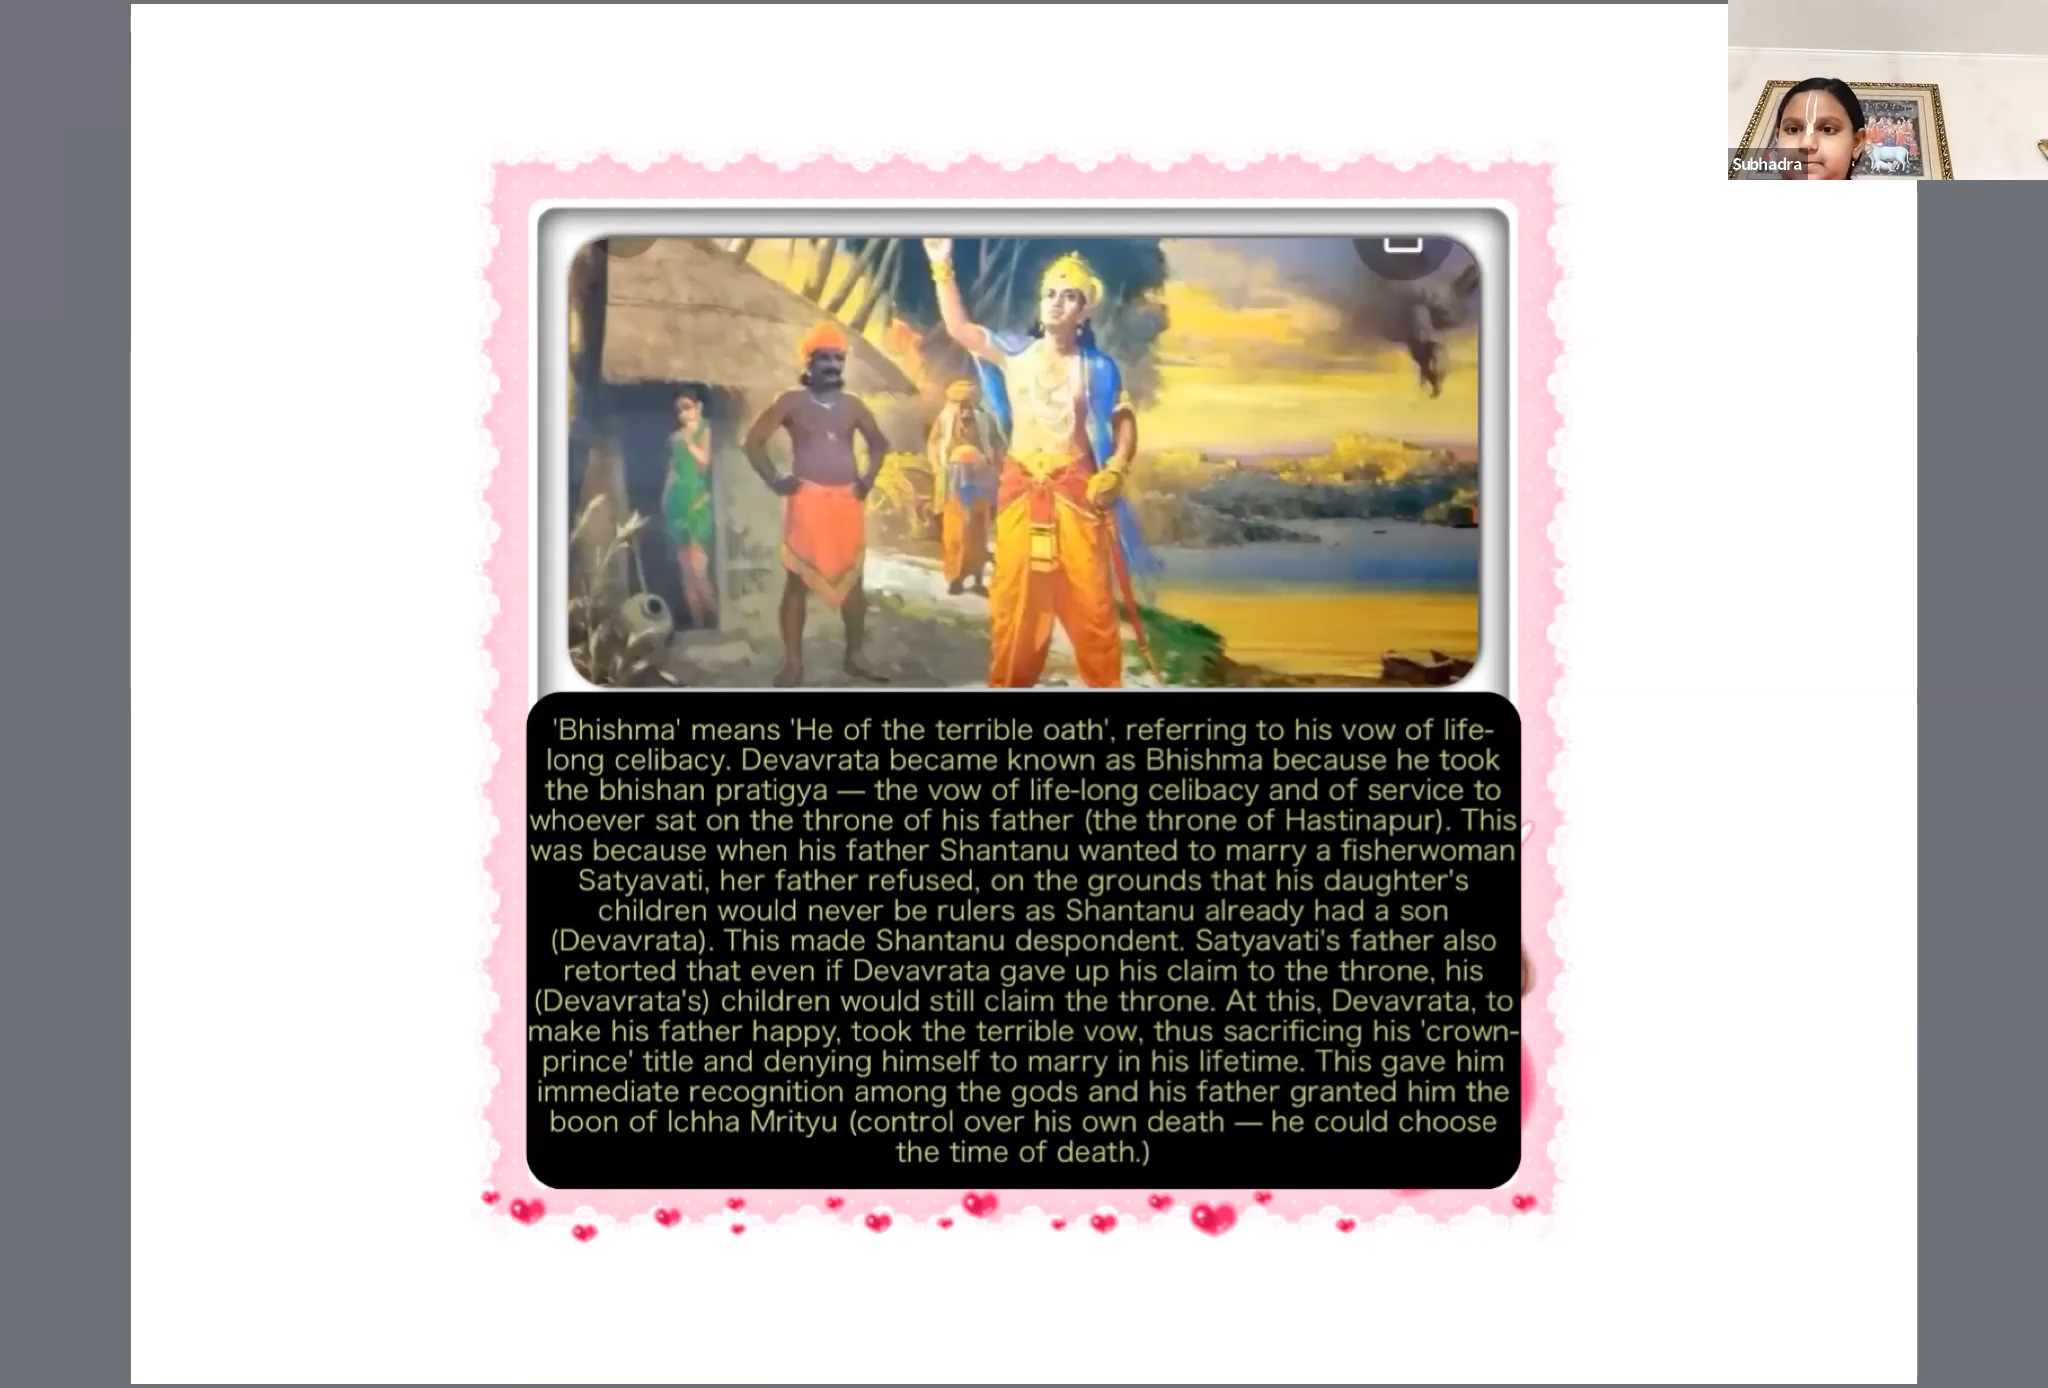 Subhadra
'Bhishma' means 'He of the terrible oath', referring to his vow of life-
long celibacy. Devavrata became known as Bhishma because he took
the bhishan pratigya — the vow of life-long celibacy and of service to
whoever sat on the throne of his father (the throne of Hastinapur). This
was because when his father Shantanu wanted to marry a fisherwoman
Satyavati, her father refused, on the grounds that his daughter's
children would never be rulers as Shantanu already had a son
(Devavrata). This made Shantanu despondent. Satyavati's father also
retorted that even if Devavrata gave up his claim to the throne, his
(Devavrata's) children would still claim the throne. At this, Devavrata, to
make his father happy, took the terrible vow, thus sacrificing his 'crown-
prince' title and denying himself to marry in his lifetime. This gave him
immediate recognition among the gods and his father granted him the
boon of Ichha Mrityu (control over his own death — he could choose
the time of death.)